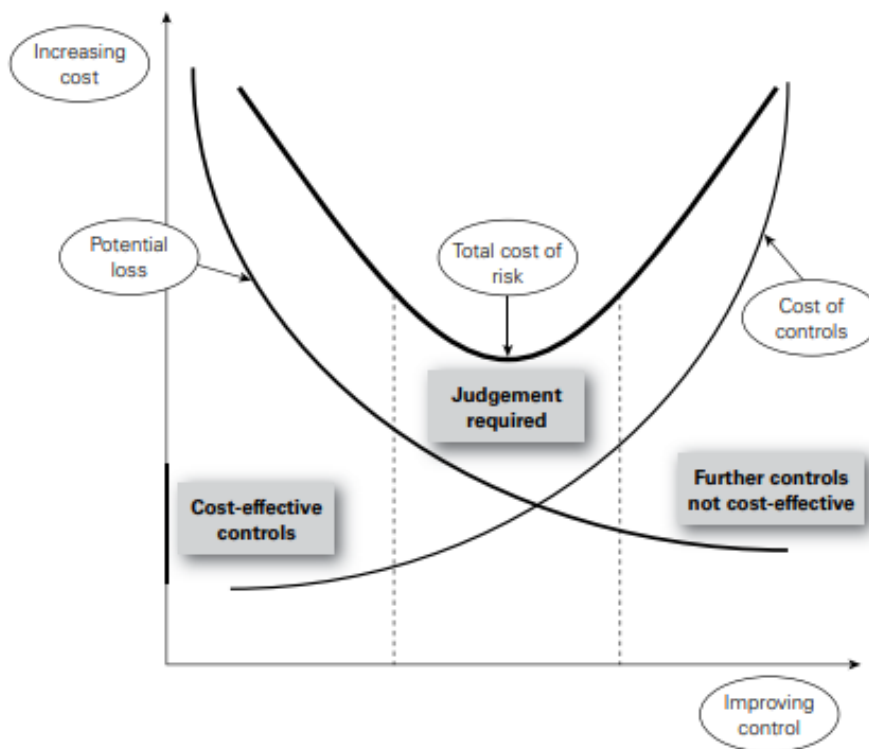 Increasing
cost
Potential
loss
Total cost of
risk
Cost of
controls
Judgement
required
Cost-effective
controls
Further controls
not cost-effective
Improving
control